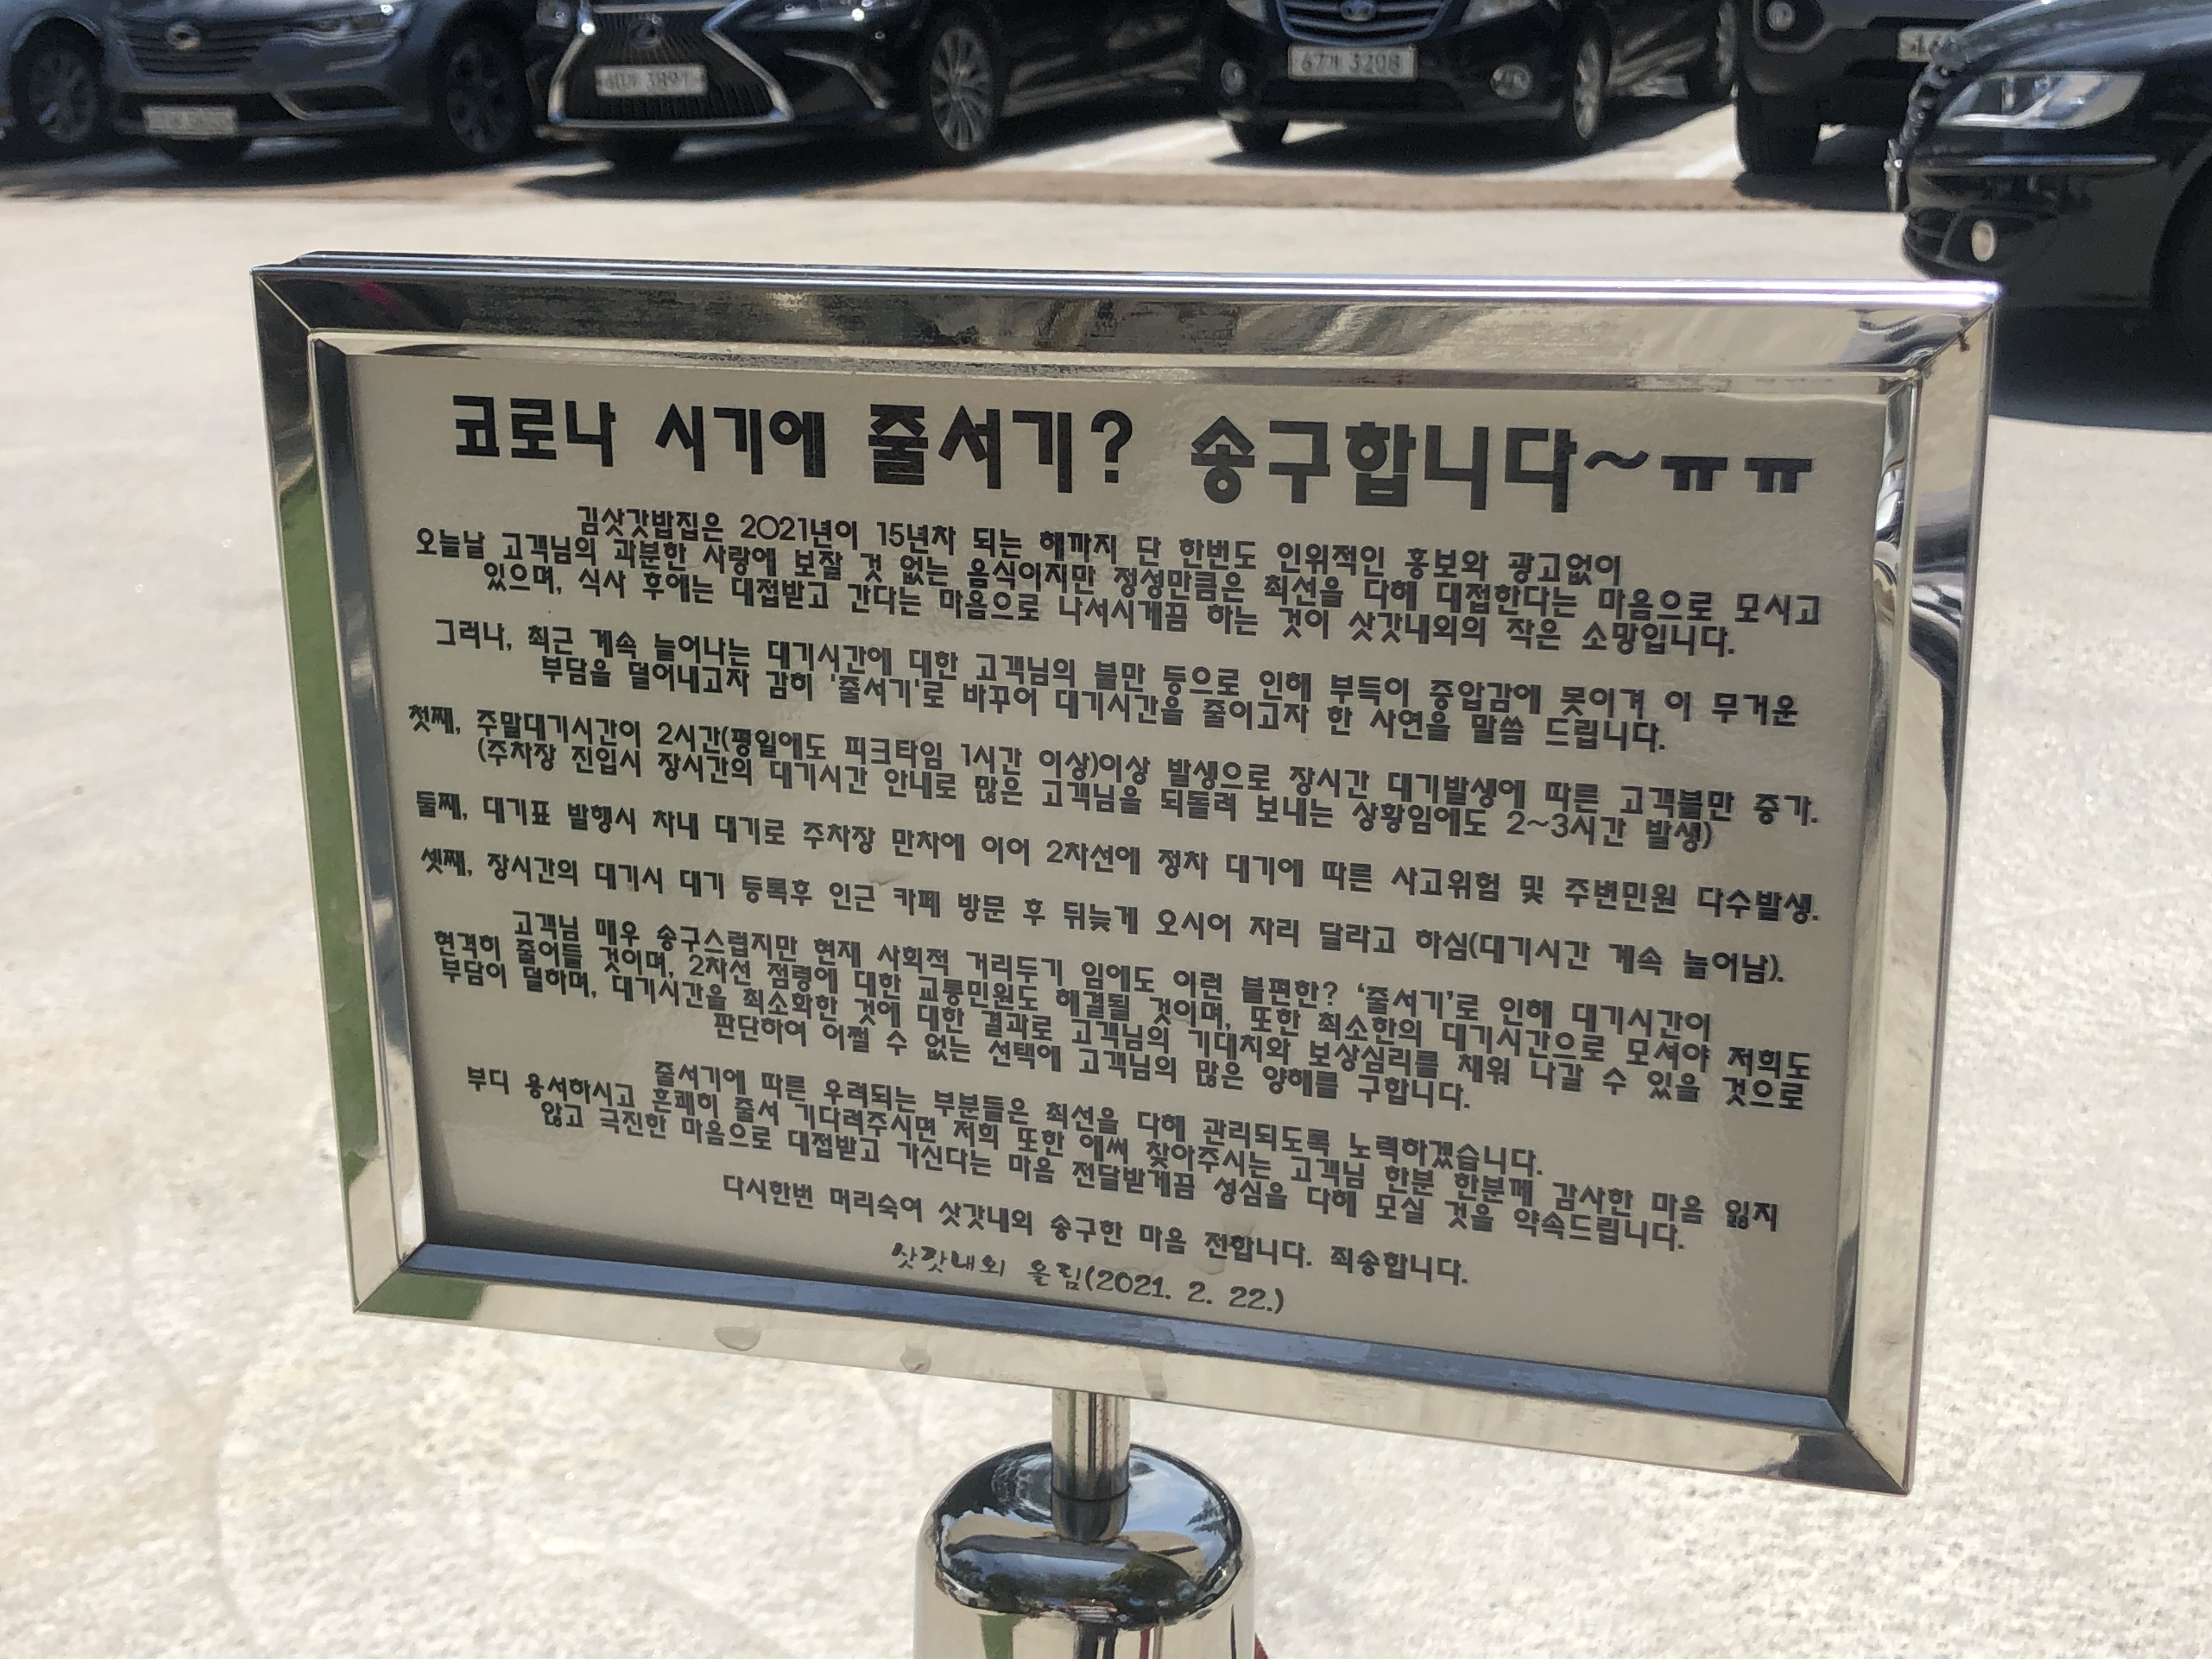 67가 3208
코로나 시기에 줄서기? 송구합니다~ㅠㅠ
김삿갓밥집은 2021년이 15년차 되는 해까지 단 한번도 인위적인 홍보와 광고없이
오늘날 고객님의 과분한 사랑에 보잘 것 없는 음식이지만 정성만큼은 최선을 다해 대접한다는 마음으로 모시고
있으며, 식사 후에는 대접받고 간다는 마음으로 나서시게끔 하는 것이 삿갓내외의 작은 소망입니다.
그러나, 최근 계속 늘어나는 대기시간에 대한 고객님의 불만 등으로 인해 부득이 중압감에 못이겨 이 무거운
부담을 덜어내고자 감히 '줄서기'로 바꾸어 대기시간을 줄이고자 한 사연을 말씀 드립니다.
첫째, 주말대기시간이 2시간(평일에도 피크타임 1시간 이상)이상 발생으로 장시간 대기발생에 따른 고객불만 증가.
(주차장 진입시 장시간의 대기시간 안내로 많은 고객님을 되돌려 보내는 상황임에도 2~3시간 발생)
둘째, 대기표 발행시 차내 대기로 주차장 만차에 이어 2차선에 정차 대기에 따른 사고위험 및 주변민원 다수발생.
셋째, 장시간의 대기시 대기 등록후 인근 카페 방문 후 뒤늦게 오시어 자리 달라고 하심(대기시간 계속 늘어남).
고객님 매우 송구스럽지만 현재 사회적 거리두기 임에도 이런 불편한? '줄서기'로 인해 대기시간이
현격히 줄어들 것이며, 2차선 점령에 대한 교통민원도 해결될 것이며, 또한 최소한의 대기시간으로 모셔야 저희도
부담이 덜하며, 대기시간을 최소화한 것에 대한 결과로 고객님의 기대치와 보상심리를 채워 나갈 수 있을 것으로
판단하여 어쩔 수 없는 선택에 고객님의 많은 양해를 구합니다.
줄서기에 따른 우려되는 부분들은 최선을 다해 관리되도록 노력하겠습니다.
부디 용서하시고 흔쾌히 줄서 기다려주시면 저희 또한 애써 찾아주시는 고객님 한분 한분께 감사한 마음 잃지
않고 극진한 마음으로 대접받고 가신다는 마음 전달받게끔 성심을 다해 모실 것을 약속드립니다.
다시한번 머리숙여 삿갓내외 송구한 마음 전합니다. 죄송합니다.
삿갓내외 올림(2021. 2. 22.)